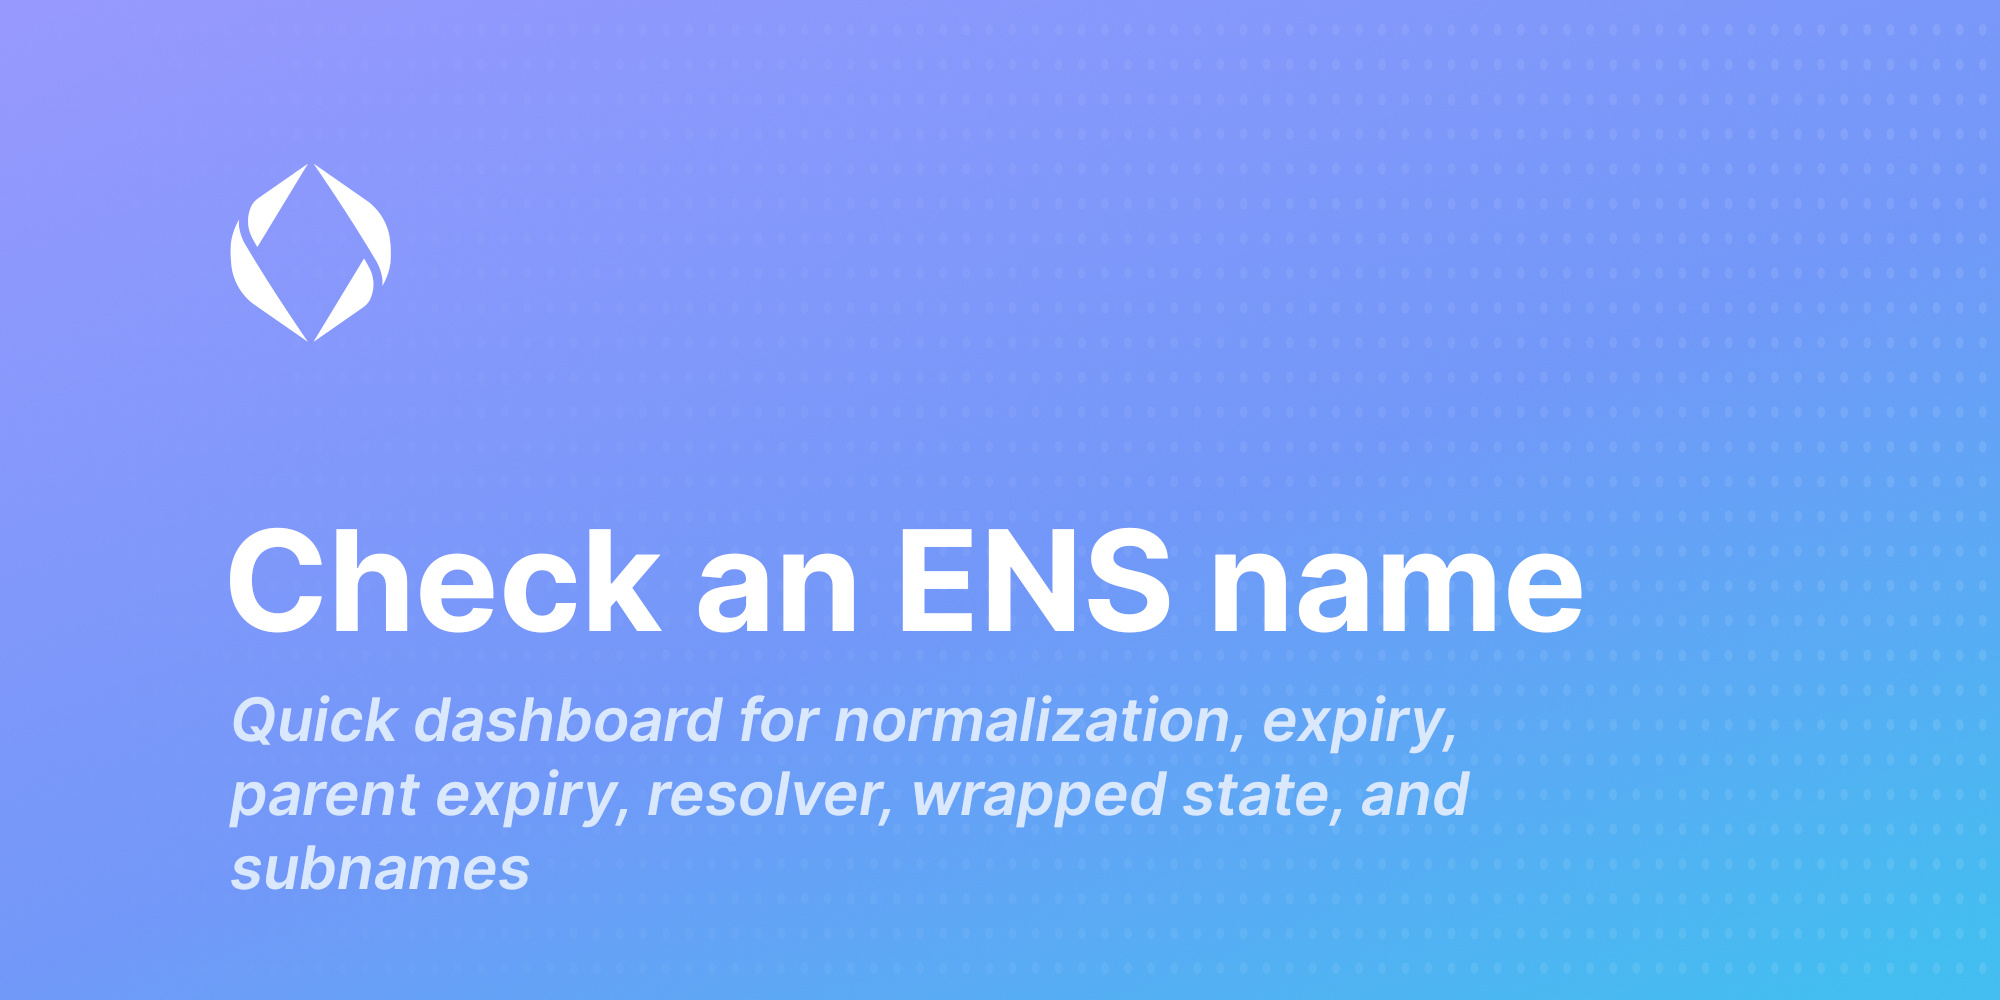 Check an ENS name
Quick dashboard for normalization, expiry,
parent expiry, resolver, wrapped state, and
subnames